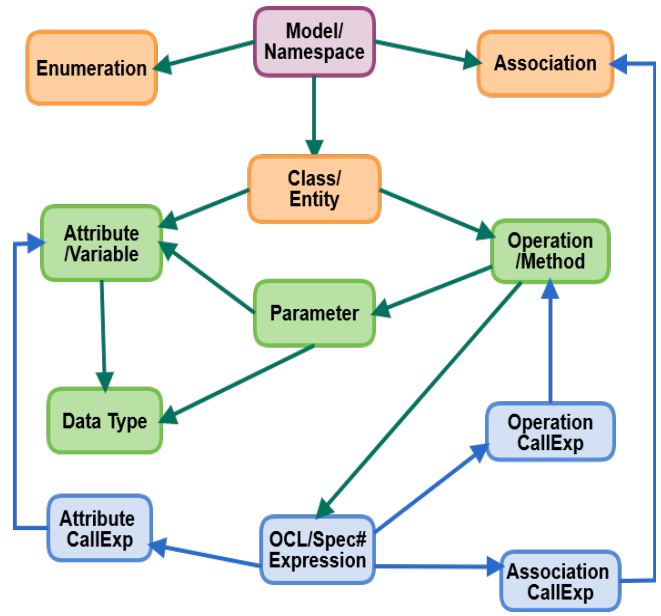 Model/
Namespace
Enumeration
Association
Class/
Entity
Attribute
/Variable
Operation
/Method
Parameter
Data Type
Operation
CallExp
Attribute
CallExp
OCL/Spec#
Expression
Association
CallExp